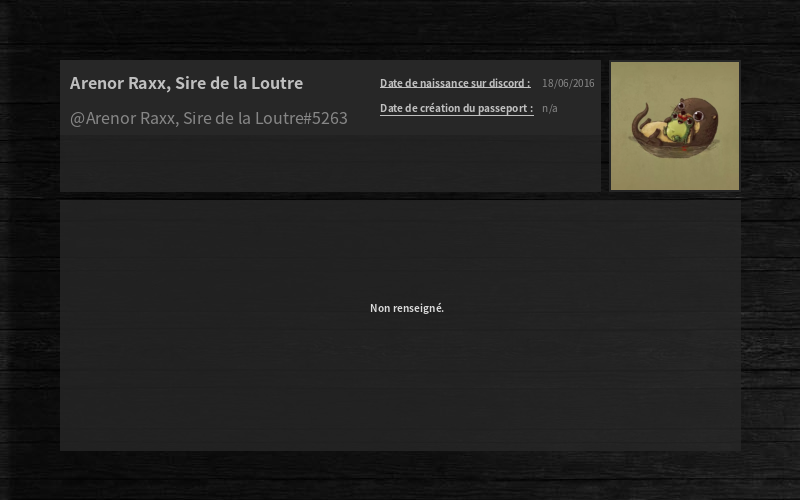 Arenor Raxx, Sire de la Loutre
@Arenor Raxx, Sire de la Loutre#5263
Date de naissance sur discord : 18/06/2016
Date de création du passeport : n/a
Non renseigné.